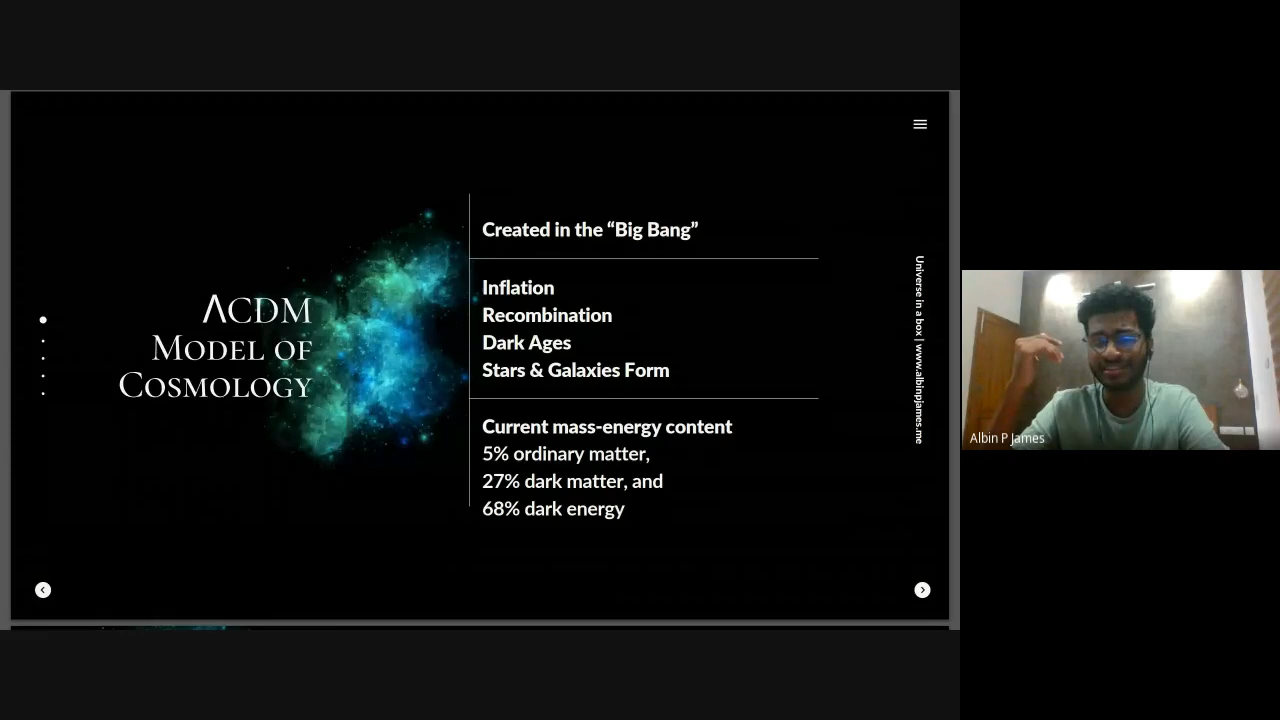 ΛCDM
Model of
Cosmology
Created in the “Big Bang”
Inflation
Recombination
Dark Ages
Stars & Galaxies Form
Current mass-energy content
5% ordinary matter,
27% dark matter, and
68% dark energy
Universe in a box | www.albinpjames.me
Albin P James